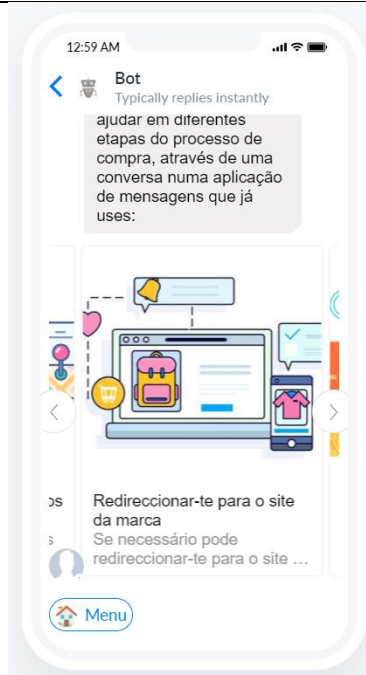 12:59 AM
Bot
Typically replies instantly
ajudar em diferentes
etapas do processo de
compra, através de uma
conversa numa aplicação
de mensagens que já
uses:
os
Redireccionar-te para o site
da marca
s
Se necessário pode
redireccionar-te para o site ...
Menu